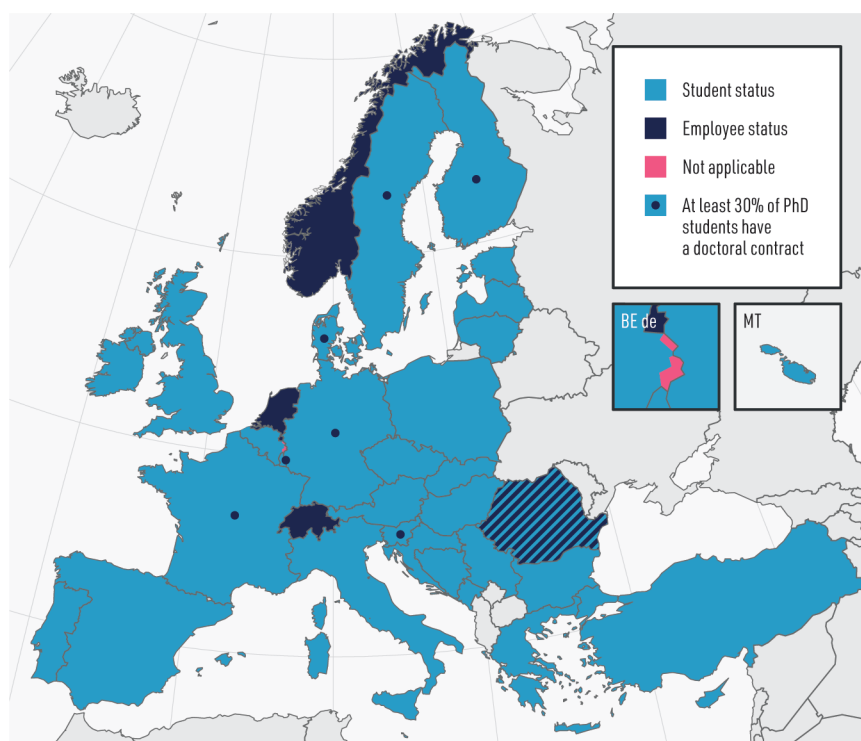 Student status
Employee status
Not applicable
At least 30% of PhD
students have
a doctoral contract
BE de
MT